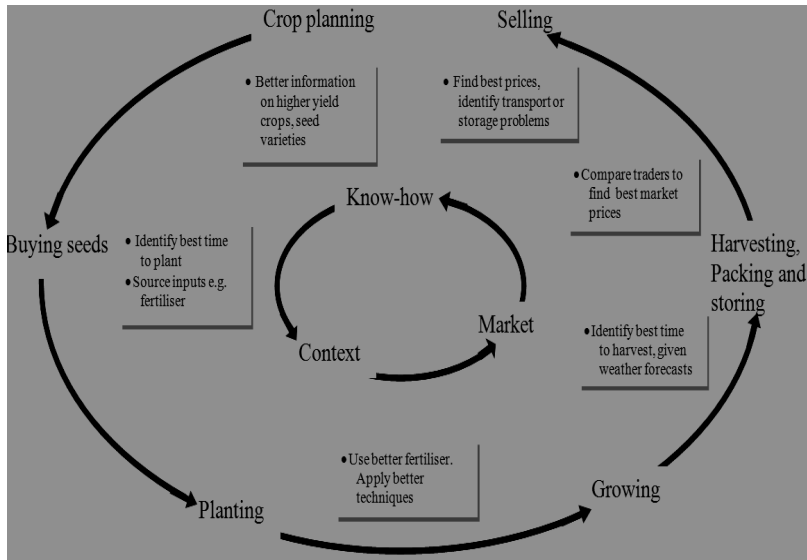 Crop planning
Selling
• Better information
on higher yield
crops, seed
varieties
• Find best prices,
identify transport or
storage problems
Know-how
• Compare traders to
find best market
prices
Buying seeds
• Identify best time
to plant
• Source inputs e.g.
fertiliser
Harvesting,
Packing and
storing
Context
Market
• Identify best time
to harvest, given
weather forecasts
• Use better fertiliser.
Apply better
techniques
Planting
Growing